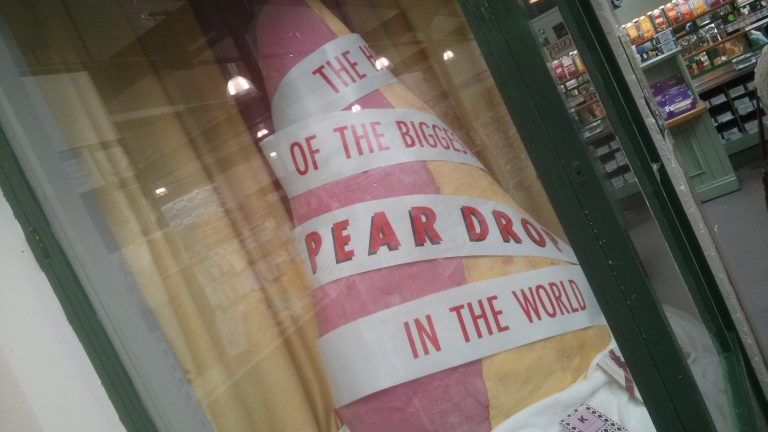 THE H
OF THE BIGGES
PEAR DROP
IN THE WORLD
K